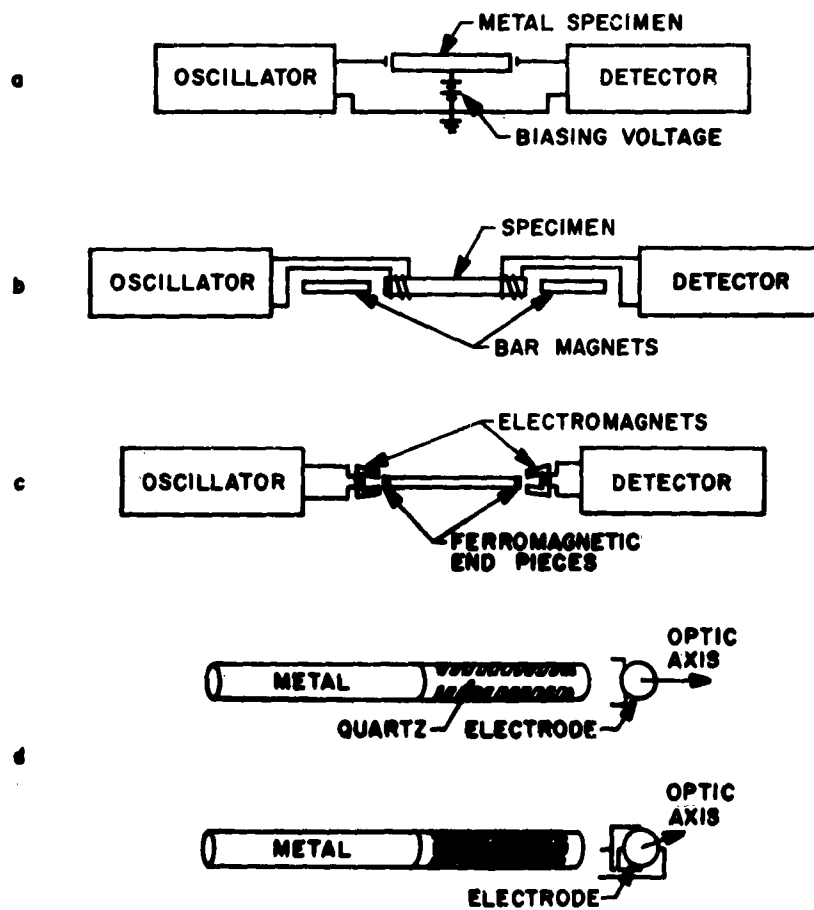 a
METAL SPECIMEN
OSCILLATOR
DETECTOR
BIASING VOLTAGE
b
SPECIMEN
OSCILLATOR
DETECTOR
BAR MAGNETS
c
ELECTROMAGNETS
OSCILLATOR
DETECTOR
FERROMAGNETIC
END PIECES
d
METAL
QUARTZ
ELECTRODE
OPTIC
AXIS
METAL
OPTIC
AXIS
ELECTRODE